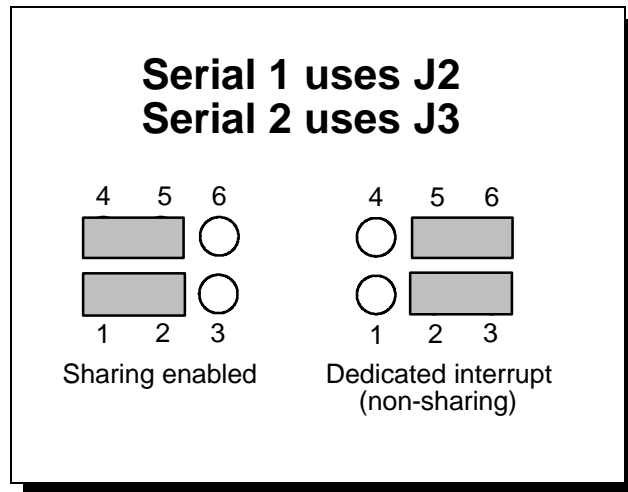 Serial 1 uses J2
Serial 2 uses J3
4 5 6 4 5 6
1 2 3 1 2 3
Sharing enabled Dedicated interrupt
(non-sharing)